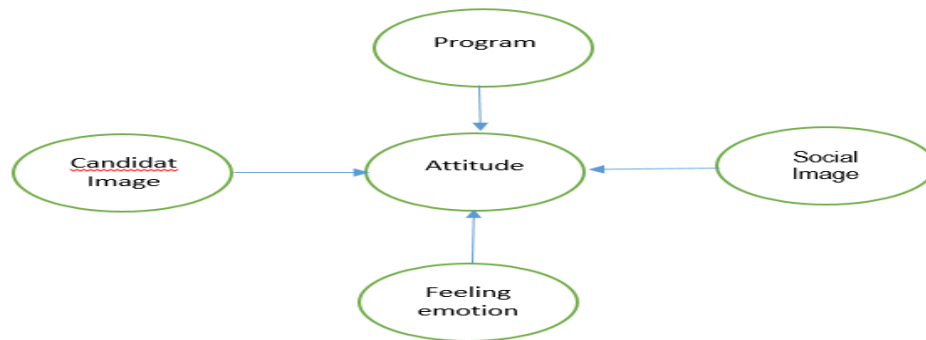 Program
Candidat
Image
Attitude
Social
Image
Feeling
emotion